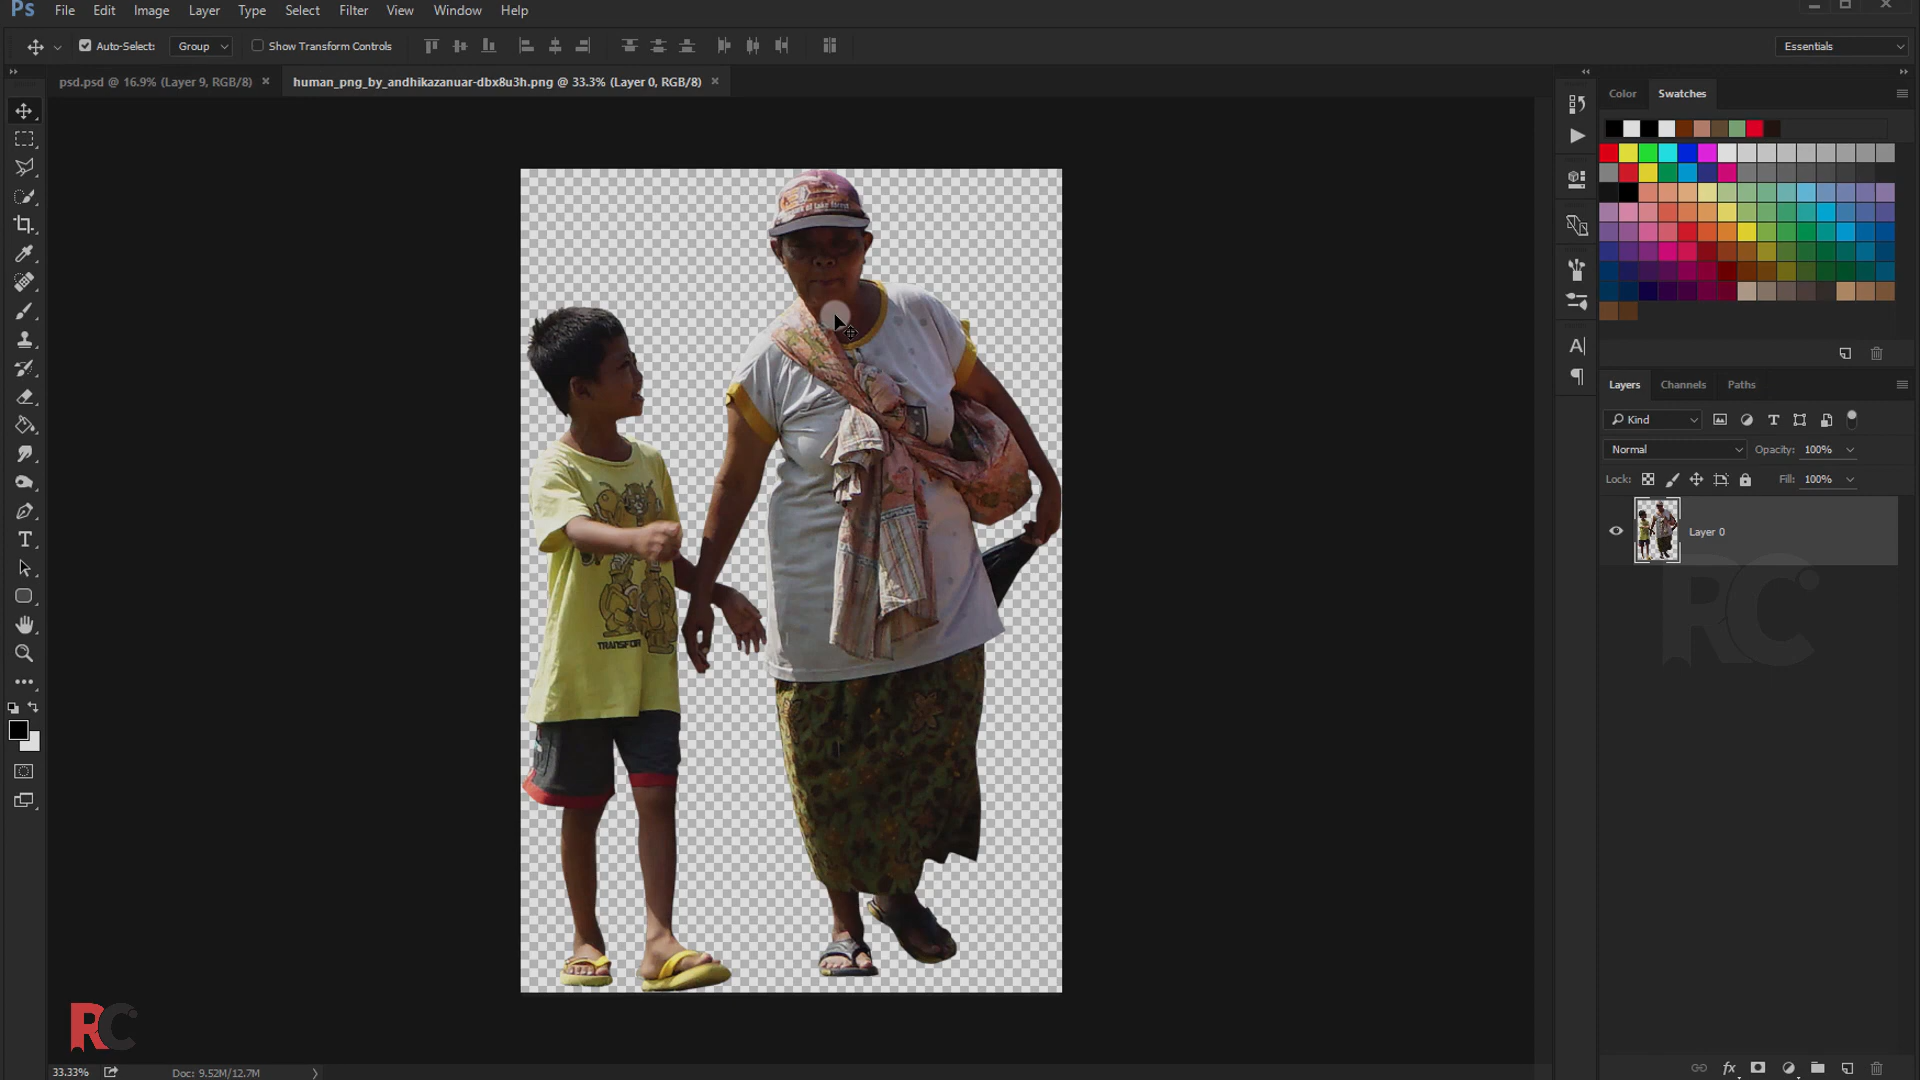 Ps File Edit Image Layer Type Select Filter View Window Help
Auto-Select: Group Show Transform Controls Essentials
psd.psd @ 16.9% (Layer 9, RGB/8) × human_png_by_andhikazanuar-dbx8u3h.png @ 33.3% (Layer 0, RGB/8) ×
Color Swatches
Layers Channels Paths
Kind
Normal Opacity: 100%
Lock: Fill: 100%
Layer 0
TRANSFOR
RC
RC
33.33% Doc: 9.52M/12.7M
fx